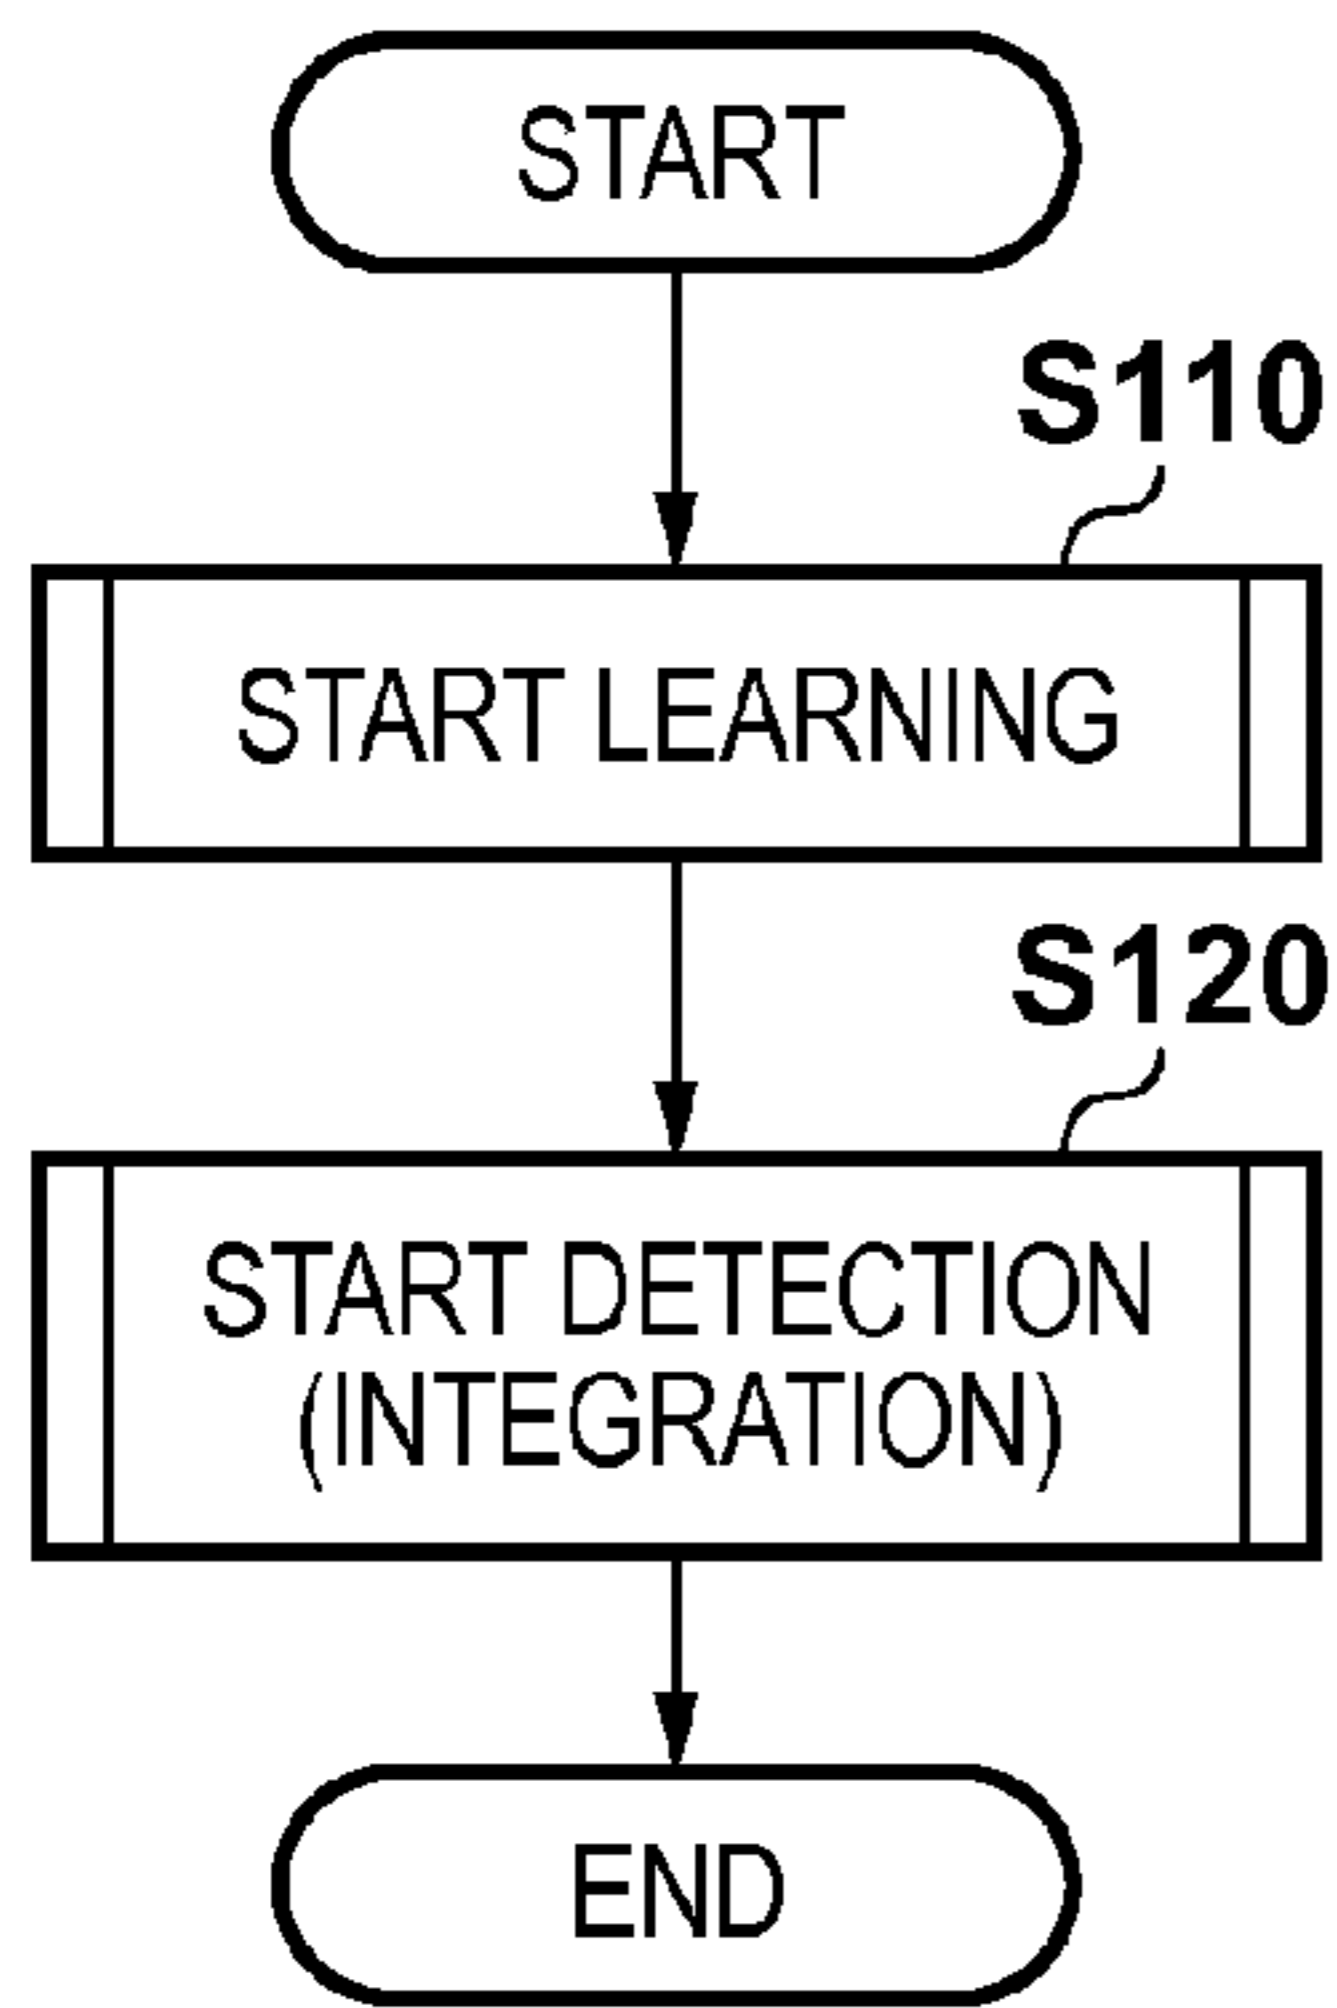 START
S110
START LEARNING
S120
START DETECTION
(INTEGRATION)
END